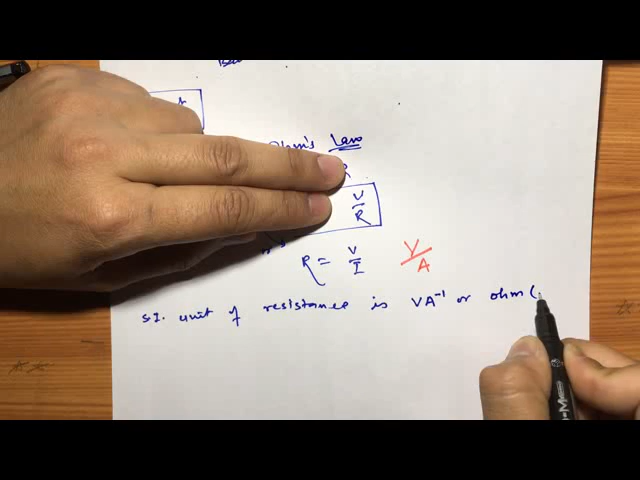 Ohm's Law
R
V
R
R = V/I V/A
S.I. unit of resistance is VA⁻¹ or ohm (